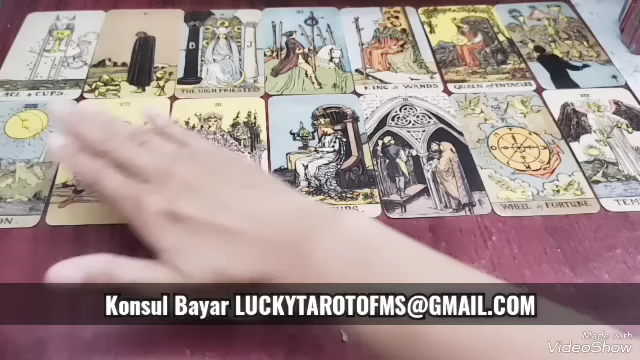 ACE of CUPS
THE HIGH PRIESTESS
B
J
KING of WANDS
QUEEN of PENTACLES
WHEEL of FORTUNE
TEM
Konsul Bayar LUCKYTAROTOFMS@GMAIL.COM
Made with
VideoShow